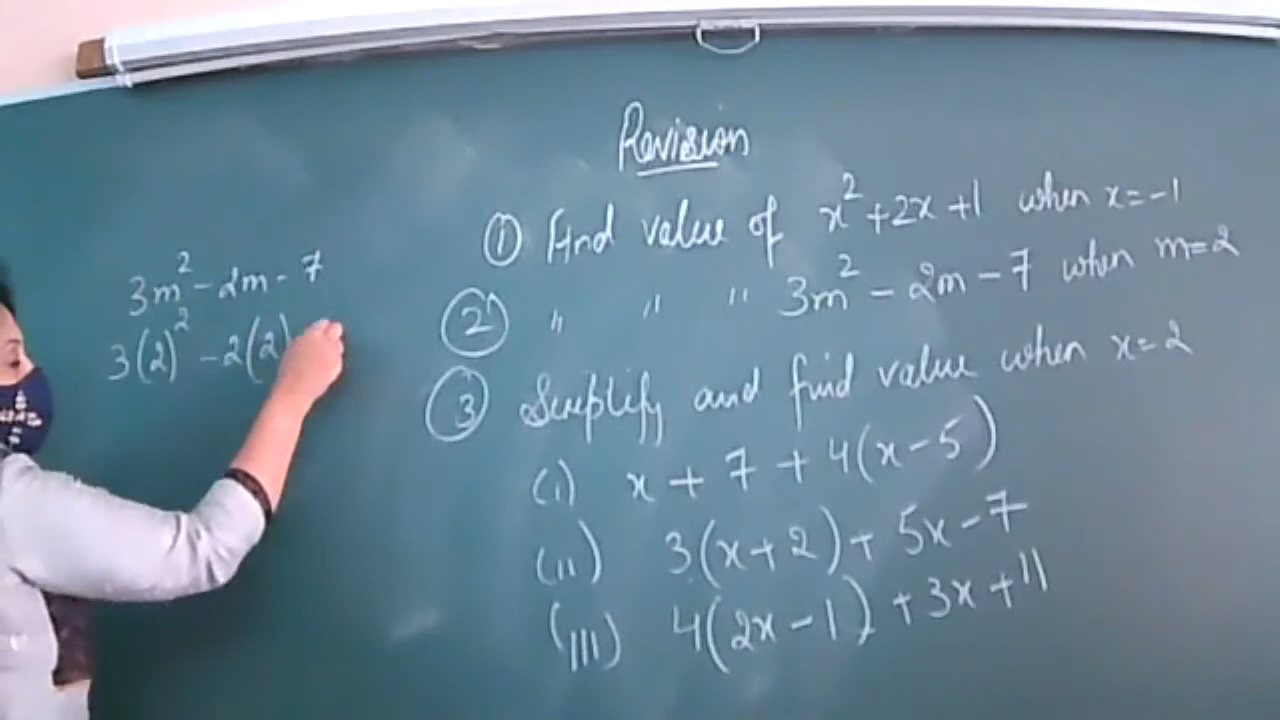 Revision
① Find value of x² + 2x + 1 when x = -1
② " " " 3m² - 2m - 7 when m = 2
③ Simplify and find value when x = 2
(i) x + 7 + 4(x - 5)
(ii) 3(x + 2) + 5x - 7
(iii) 4(2x - 1) + 3x + 11
3m² - 2m - 7
3(2)² - 2(2)